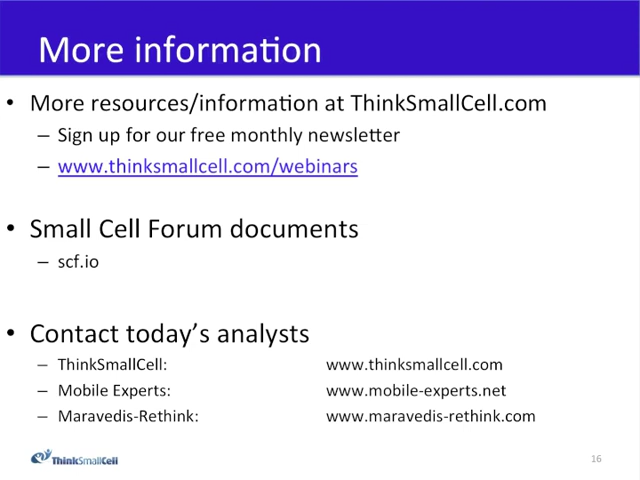 More information
• More resources/information at ThinkSmallCell.com
– Sign up for our free monthly newsletter
– www.thinksmallcell.com/webinars
• Small Cell Forum documents
– scf.io
• Contact today's analysts
– ThinkSmallCell: www.thinksmallcell.com
– Mobile Experts: www.mobile-experts.net
– Maravedis-Rethink: www.maravedis-rethink.com
ThinkSmallCell
16